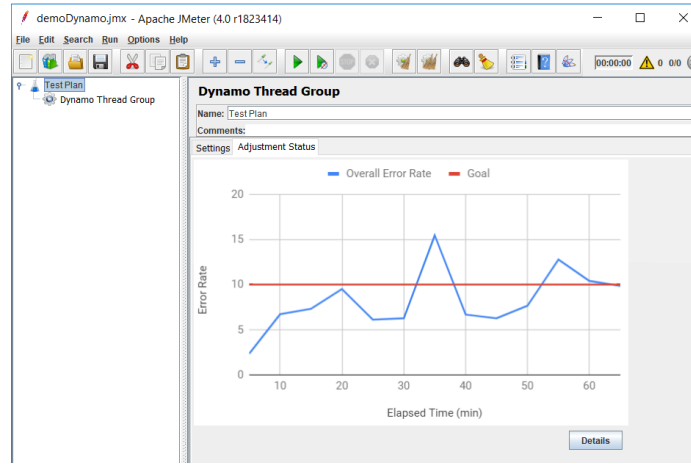 demoDynamo.jmx - Apache JMeter (4.0 r1823414)
File Edit Search Run Options Help
00:00:00 0 0/0
Test Plan
Dynamo Thread Group
Dynamo Thread Group
Name: Test Plan
Comments:
Settings Adjustment Status
Overall Error Rate Goal
20
15
10
5
0
Error Rate
10 20 30 40 50 60
Elapsed Time (min)
Details